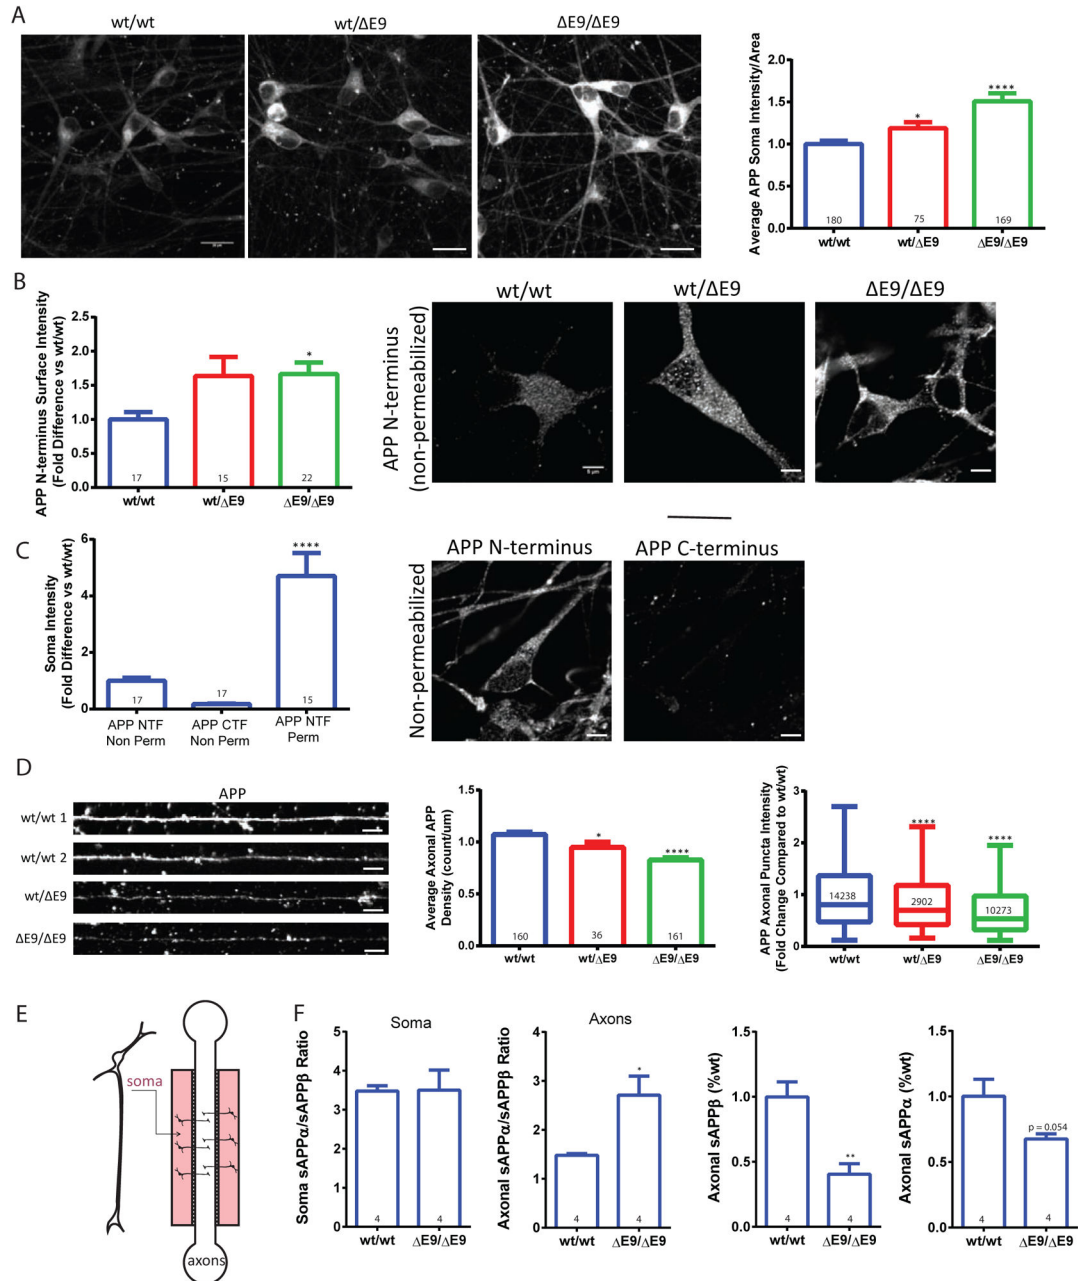 A
wt/wt
wt/ΔE9
ΔE9/ΔE9
Average APP Soma Intensity/Area
2.0
1.5
1.0
0.5
0.0
*
****
180
75
169
wt/wt
wt/ΔE9
ΔE9/ΔE9
B
APP N-terminus Surface Intensity
(Fold Difference vs wt/wt)
2.5
2.0
1.5
1.0
0.5
0.0
*
17
15
22
wt/wt
wt/ΔE9
ΔE9/ΔE9
APP N-terminus
(non-permeabilized)
wt/wt
wt/ΔE9
ΔE9/ΔE9
5 μm
C
Soma Intensity
(Fold Difference vs wt/wt)
6
4
2
0
****
17
17
15
APP NTF
Non Perm
APP CTF
Non Perm
APP NTF
Perm
Non-permeabilized
APP N-terminus
APP C-terminus
D
APP
wt/wt 1
wt/wt 2
wt/ΔE9
ΔE9/ΔE9
Average Axonal APP
Density (count/um)
1.5
1.0
0.5
0.0
*
****
160
36
161
wt/wt
wt/ΔE9
ΔE9/ΔE9
APP Axonal Puncta Intensity
(Fold Change Compared to wt/wt)
3
2
1
0
****
****
14238
2902
10273
wt/wt
wt/ΔE9
ΔE9/ΔE9
E
soma
axons
F
Soma
Soma sAPPα/sAPPβ Ratio
5
4
3
2
1
0
4
4
wt/wt
ΔE9/ΔE9
Axons
Axonal sAPPα/sAPPβ Ratio
4
3
2
1
0
*
4
4
wt/wt
ΔE9/ΔE9
Axonal sAPPβ (%wt)
1.5
1.0
0.5
0.0
**
4
4
wt/wt
ΔE9/ΔE9
Axonal sAPPα (%wt)
1.5
1.0
0.5
0.0
p = 0.054
4
4
wt/wt
ΔE9/ΔE9